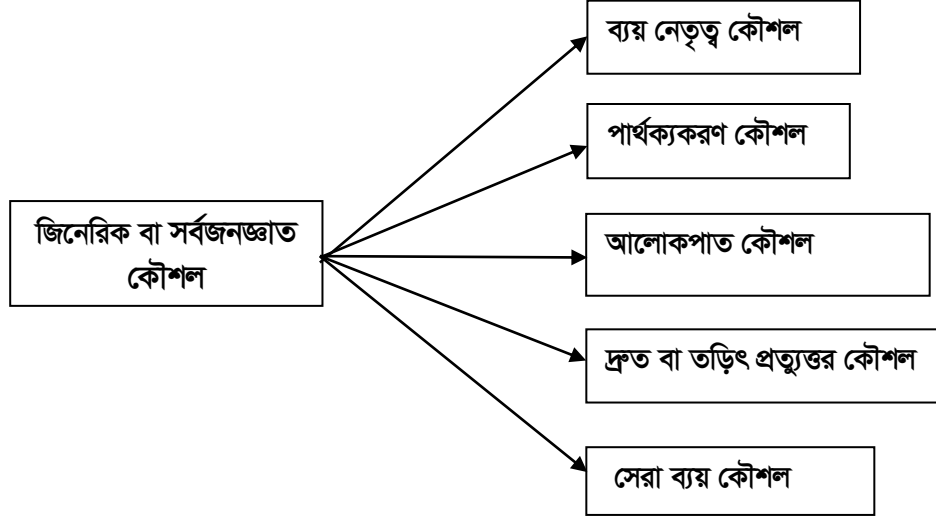 ব্যয় নেতৃত্ব কৌশল
পার্থক্যকরণ কৌশল
জিনেরিক বা সর্বজনজ্ঞাত
কৌশল
আলোকপাত কৌশল
দ্রুত বা তড়িৎ প্রত্যুত্তর কৌশল
সেরা ব্যয় কৌশল